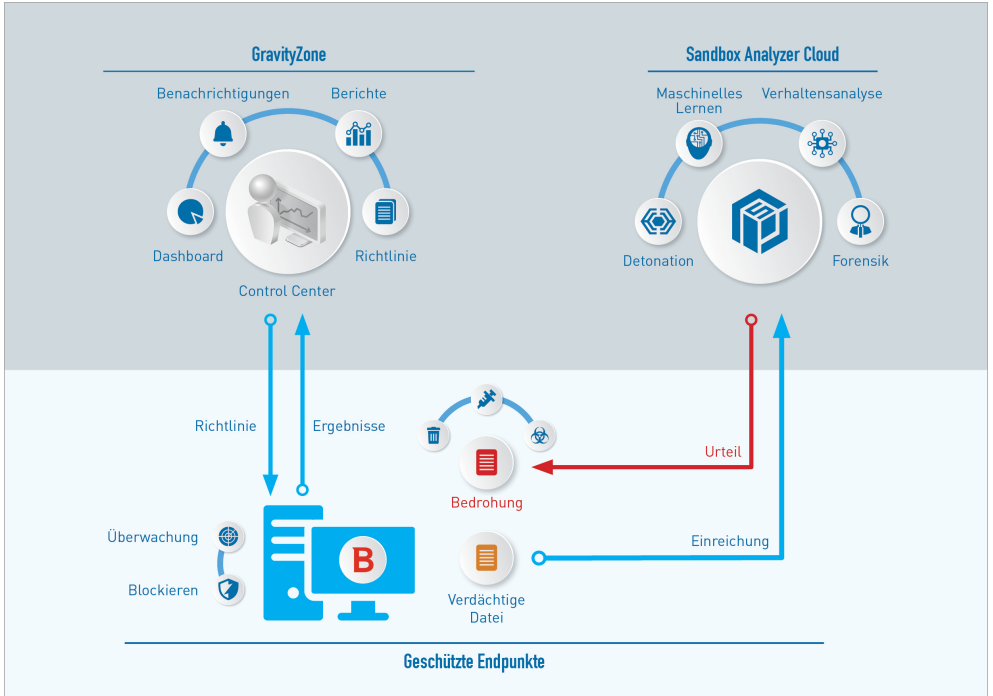 GravityZone
Sandbox Analyzer Cloud
Benachrichtigungen
Berichte
Dashboard
Richtlinie
Control Center
Maschinelles
Lernen
Verhaltensanalyse
Detonation
Forensik
Richtlinie
Ergebnisse
Urteil
Bedrohung
Einreichung
Überwachung
Blockieren
B
Verdächtige
Datei
Geschützte Endpunkte